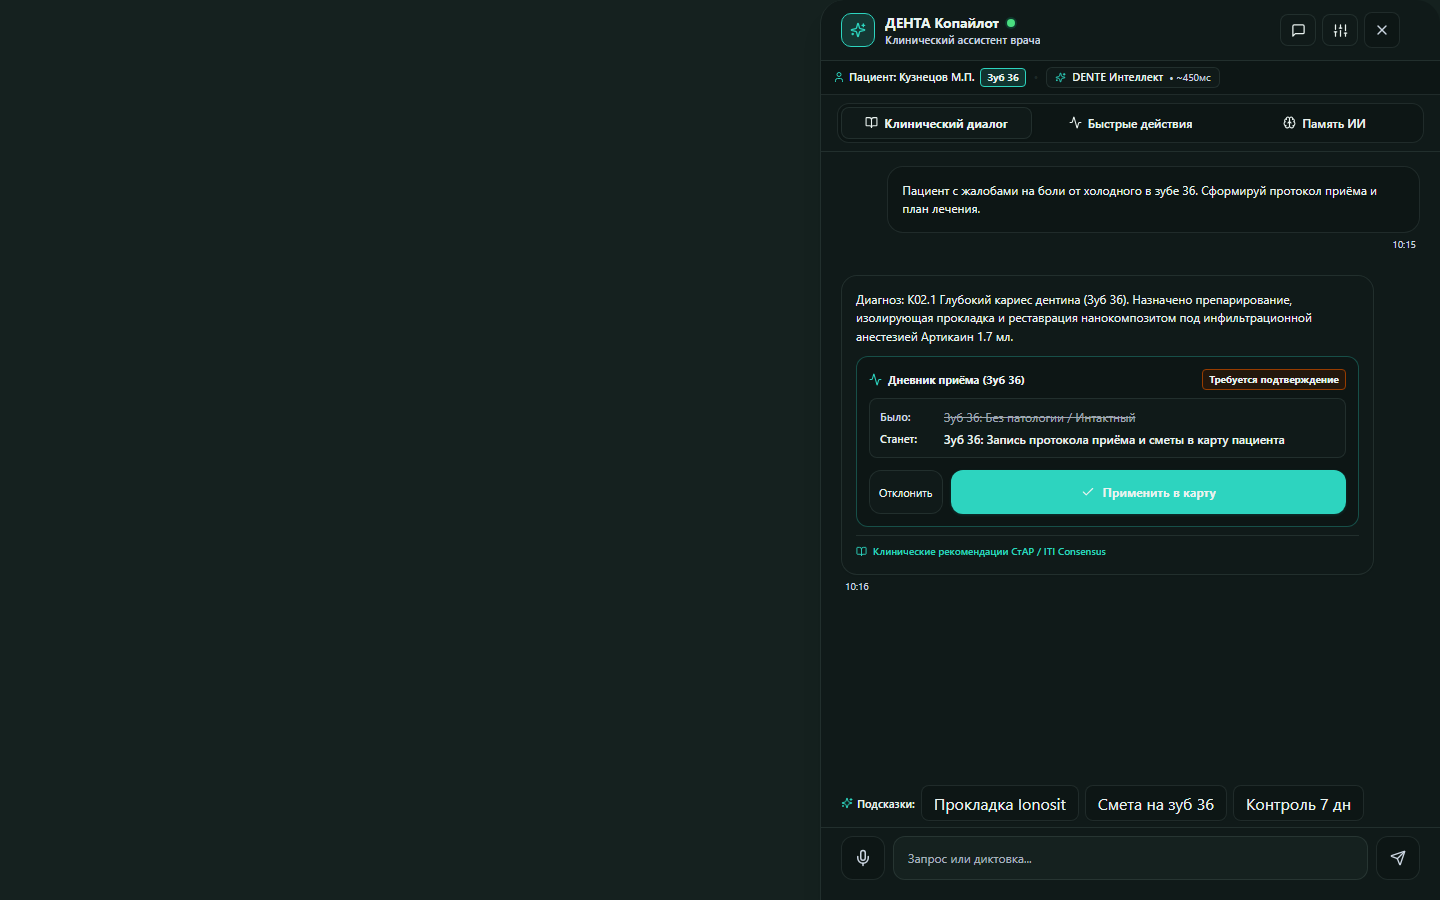 ДЕНТА Копайлот
Клинический ассистент врача
Пациент: Кузнецов М.П. Зуб 36 • DENTE Интеллект • ~450мс
Клинический диалог Быстрые действия Память ИИ
Пациент с жалобами на боли от холодного в зубе 36. Сформируй протокол приёма и
план лечения.
10:15
Диагноз: K02.1 Глубокий кариес дентина (Зуб 36). Назначено препарирование,
изолирующая прокладка и реставрация нанокомпозитом под инфильтрационной
анестезией Артикаин 1.7 мл.
Дневник приёма (Зуб 36) Требуется подтверждение
Было: Зуб 36: Без патологии / Интактный
Станет: Зуб 36: Запись протокола приёма и сметы в карту пациента
Отклонить Применить в карту
Клинические рекомендации СтАР / ITI Consensus
10:16
Подсказки: Прокладка Ionosit Смета на зуб 36 Контроль 7 дн
Запрос или диктовка...